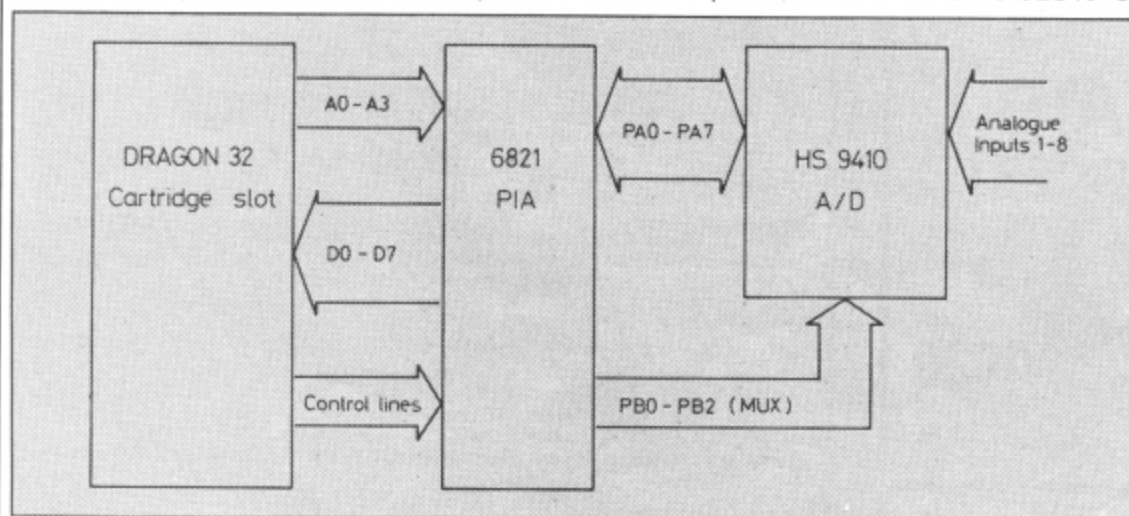 A0 - A3
DRAGON 32
Cartridge slot
D0 - D7
Control lines
6821
PIA
PA0 - PA7
HS 9410
A/D
Analogue
Inputs 1-8
PB0 - PB2 (MUX)